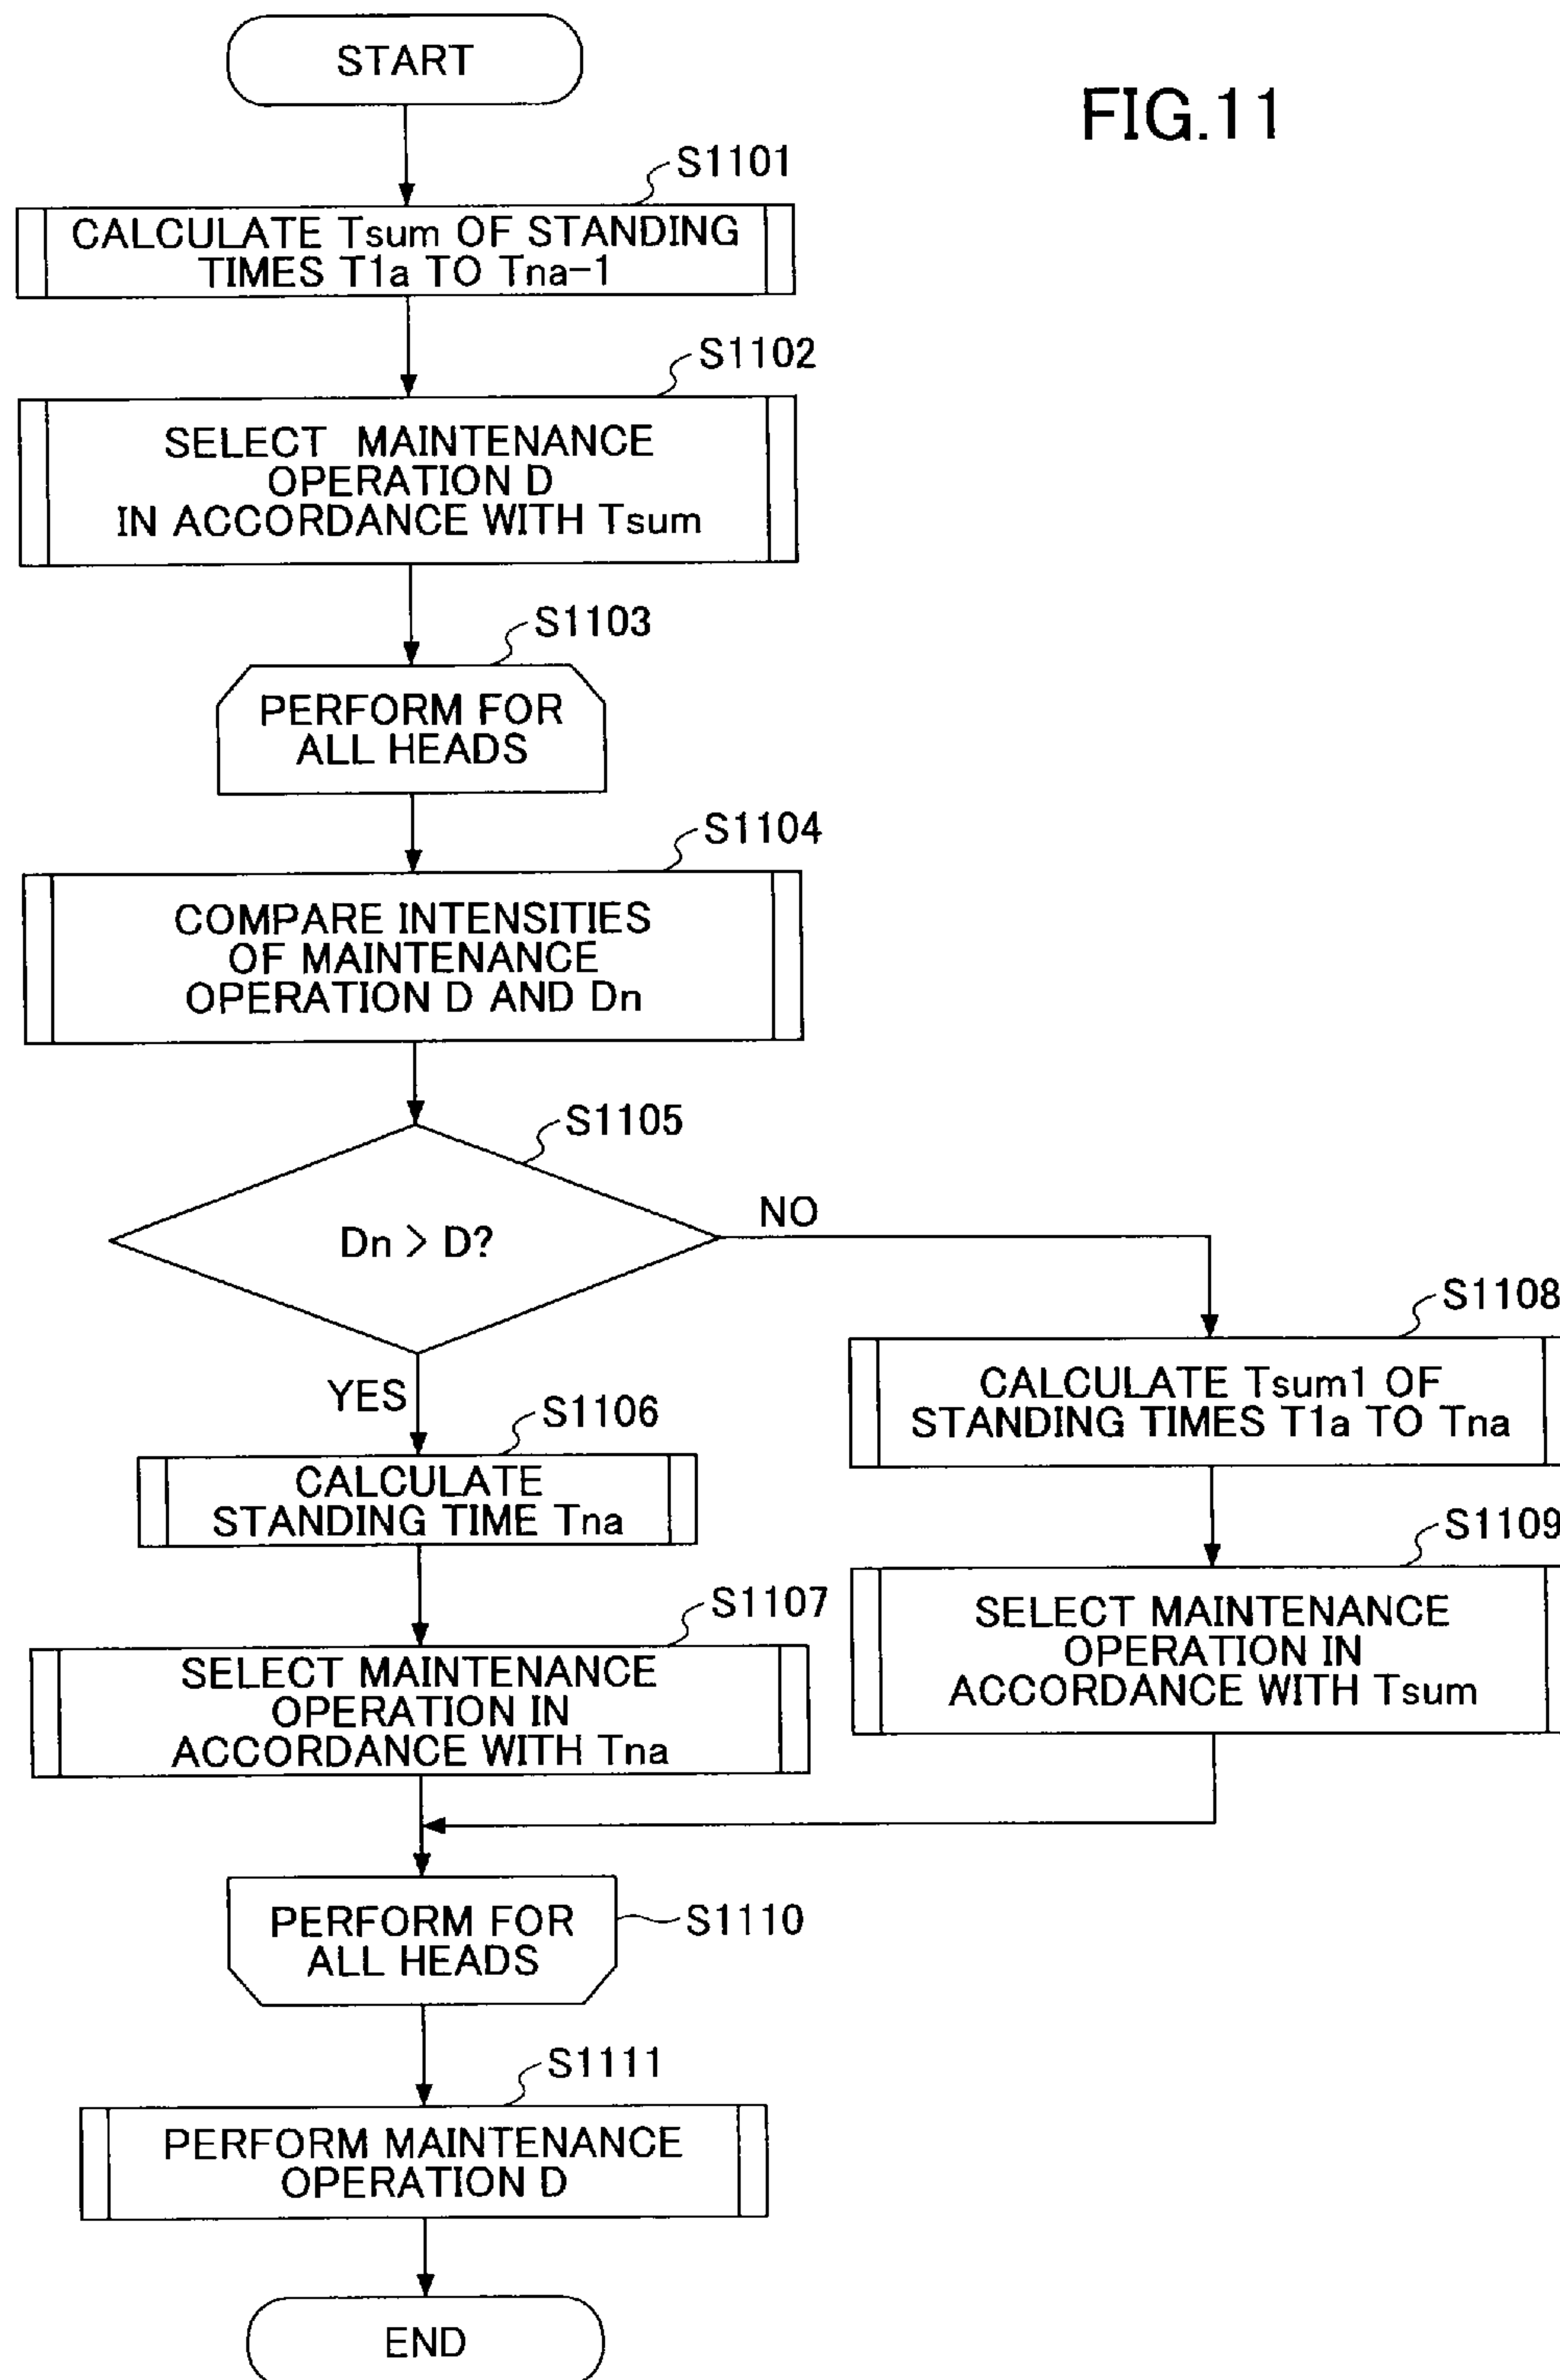 START
FIG.11
S1101
CALCULATE Tsum OF STANDING
TIMES T1a TO Tna-1
S1102
SELECT MAINTENANCE
OPERATION D
IN ACCORDANCE WITH Tsum
S1103
PERFORM FOR
ALL HEADS
S1104
COMPARE INTENSITIES
OF MAINTENANCE
OPERATION D AND Dn
S1105
Dn > D?
NO
YES
S1106
CALCULATE
STANDING TIME Tna
S1107
SELECT MAINTENANCE
OPERATION IN
ACCORDANCE WITH Tna
S1108
CALCULATE Tsum1 OF
STANDING TIMES T1a TO Tna
S1109
SELECT MAINTENANCE
OPERATION IN
ACCORDANCE WITH Tsum
PERFORM FOR
ALL HEADS
S1110
S1111
PERFORM MAINTENANCE
OPERATION D
END